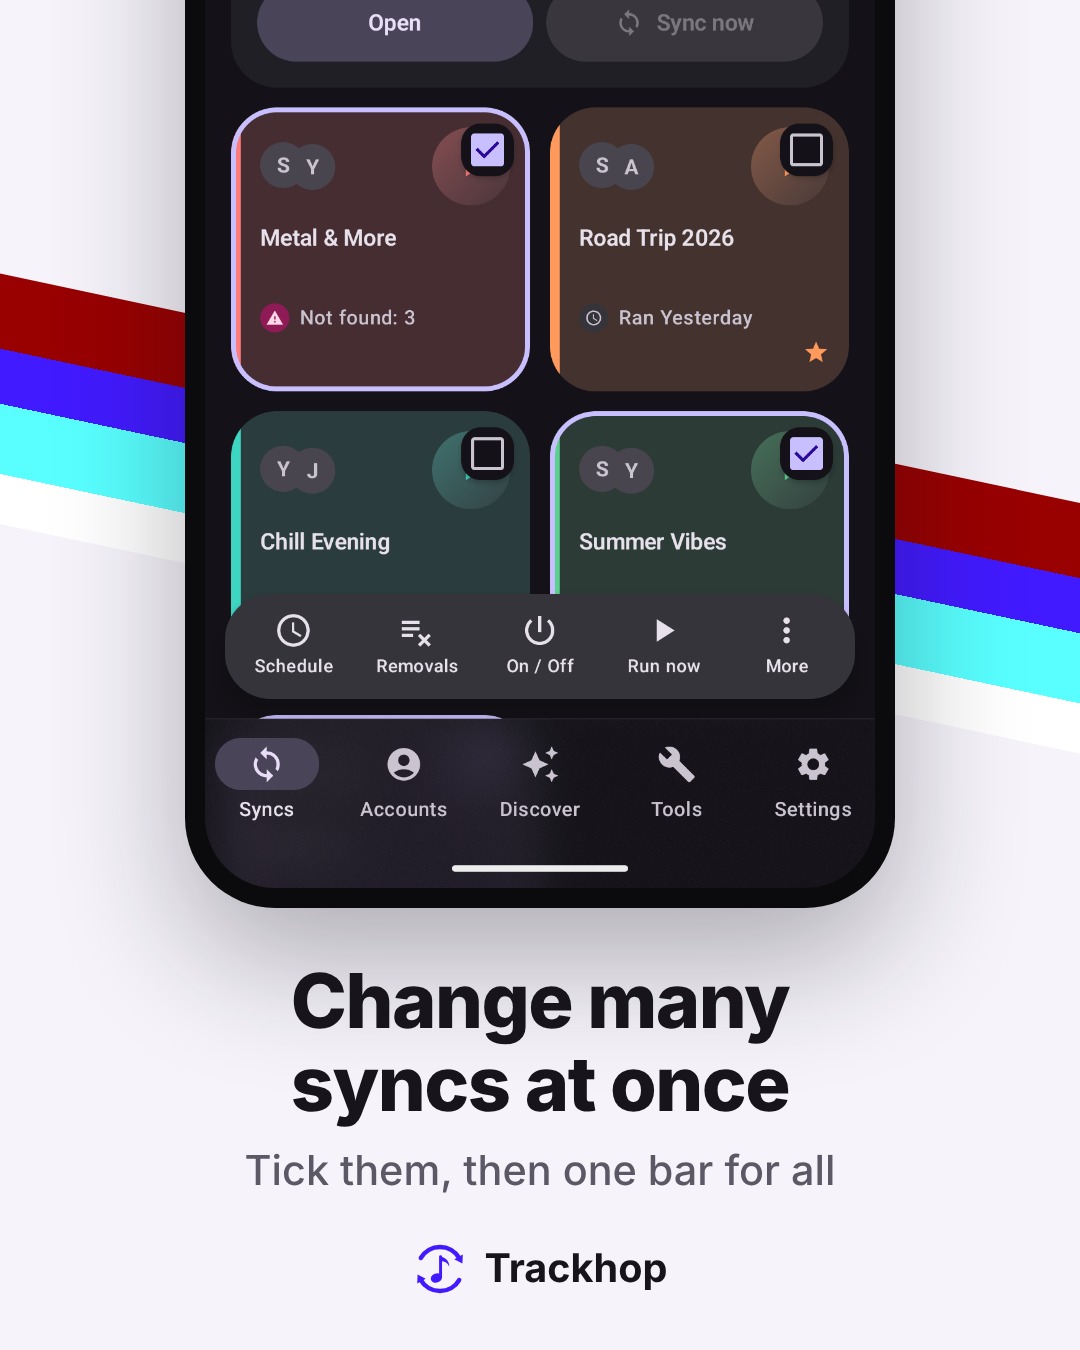 Open
Sync now
S Y
Metal & More
Not found: 3
S A
Road Trip 2026
Ran Yesterday
Y J
Chill Evening
S Y
Summer Vibes
Schedule
Removals
On / Off
Run now
More
Syncs
Accounts
Discover
Tools
Settings
Change many
syncs at once
Tick them, then one bar for all
Trackhop